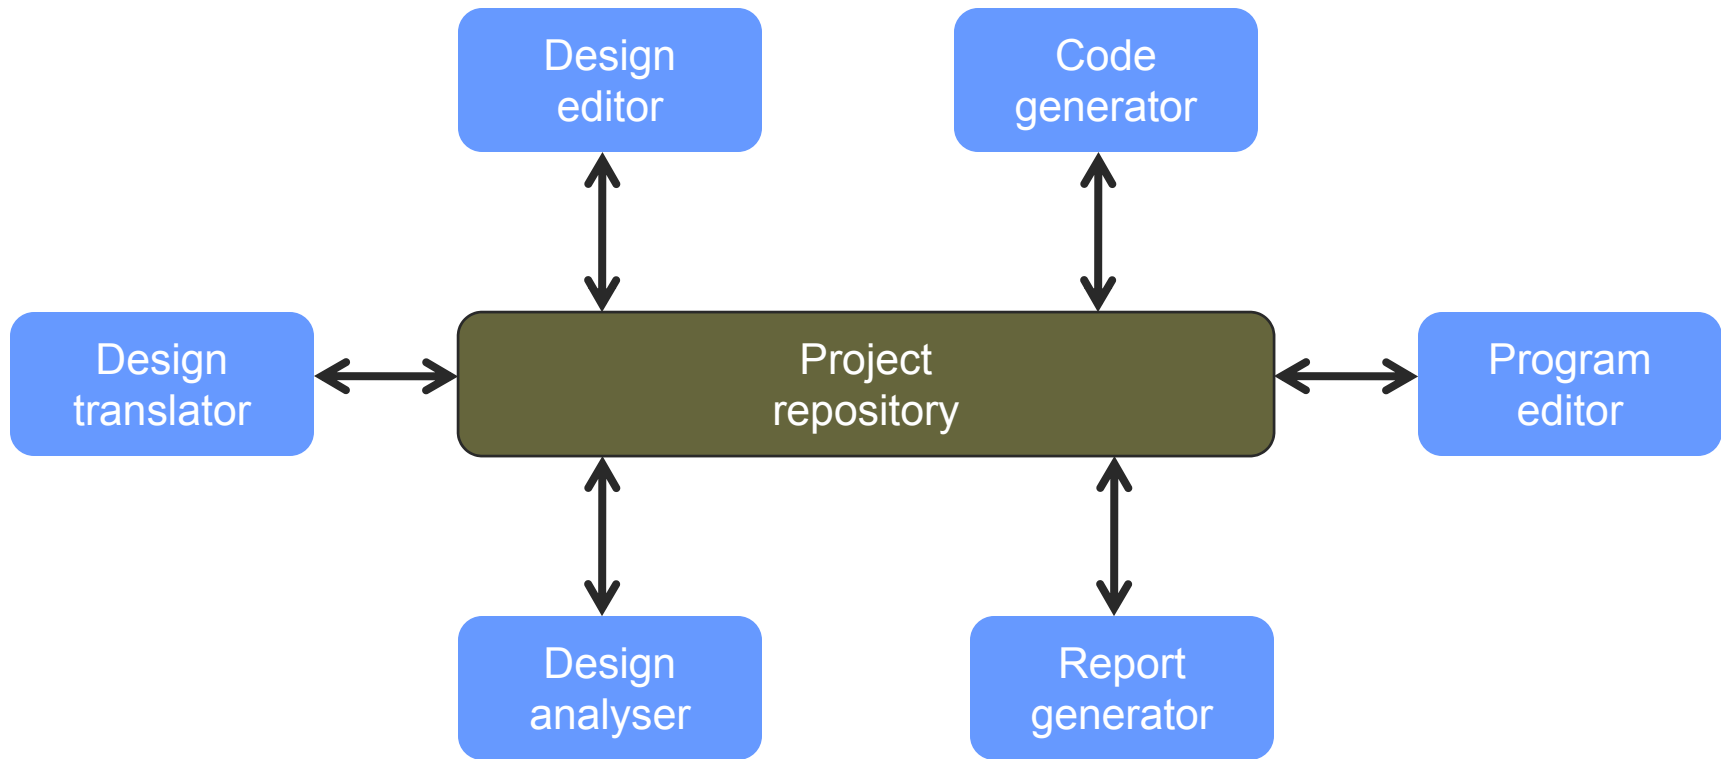 Design
editor
Code
generator
Design
translator
Project
repository
Program
editor
Design
analyser
Report
generator